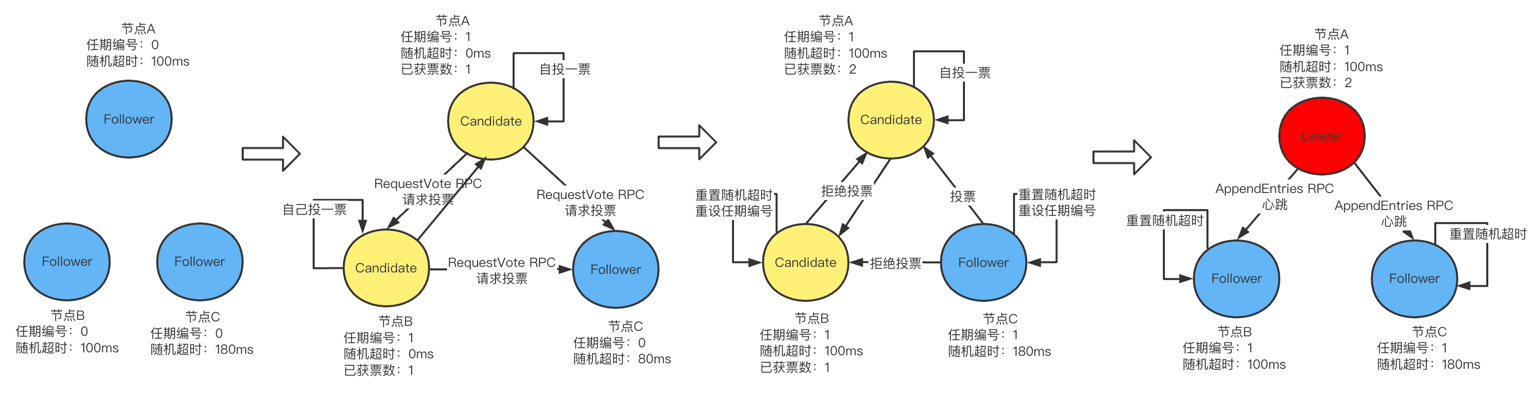 节点A
任期编号：0
随机超时：100ms
Follower
Follower
Follower
节点B
任期编号：0
随机超时：100ms
节点C
任期编号：0
随机超时：180ms
节点A
任期编号：1
随机超时：0ms
已获票数：1
自投一票
Candidate
RequestVote RPC
请求投票
RequestVote RPC
请求投票
自己投一票
Candidate
RequestVote RPC
请求投票
Follower
节点B
任期编号：1
随机超时：0ms
已获票数：1
节点C
任期编号：0
随机超时：80ms
节点A
任期编号：1
随机超时：100ms
已获票数：2
自投一票
Candidate
拒绝投票
投票
重置随机超时
重设任期编号
重置随机超时
重设任期编号
Candidate
拒绝投票
Follower
节点B
任期编号：1
随机超时：100ms
已获票数：1
节点C
任期编号：1
随机超时：180ms
节点A
任期编号：1
随机超时：100ms
已获票数：2
Leader
AppendEntries RPC
心跳
AppendEntries RPC
心跳
重置随机超时
重置随机超时
Follower
Follower
节点B
任期编号：1
随机超时：100ms
节点C
任期编号：1
随机超时：180ms